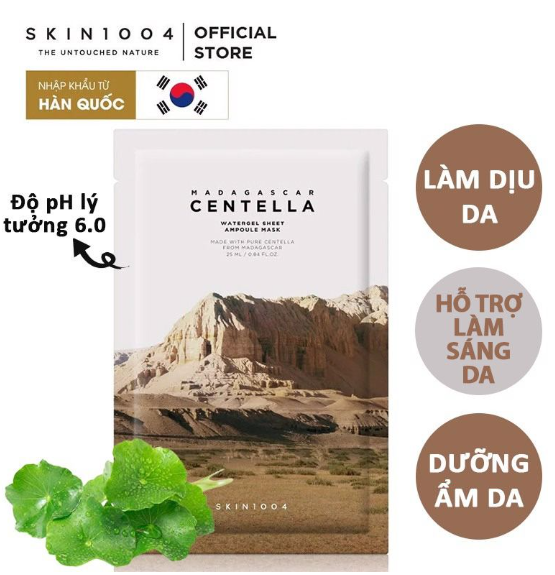 SKIN1004
THE UNTOUCHED NATURE
OFFICIAL
STORE
NHẬP KHẨU TỪ
HÀN QUỐC
Độ pH lý
tưởng 6.0
MADAGASCAR
CENTELLA
WATERGEL SHEET
AMPOULE MASK
MADE WITH PURE CENTELLA
FROM MADAGASCAR
25 ML / 0.84 FL.OZ.
SKIN1004
LÀM DỊU
DA
HỖ TRỢ
LÀM
SÁNG
DA
DƯỠNG
ẨM DA